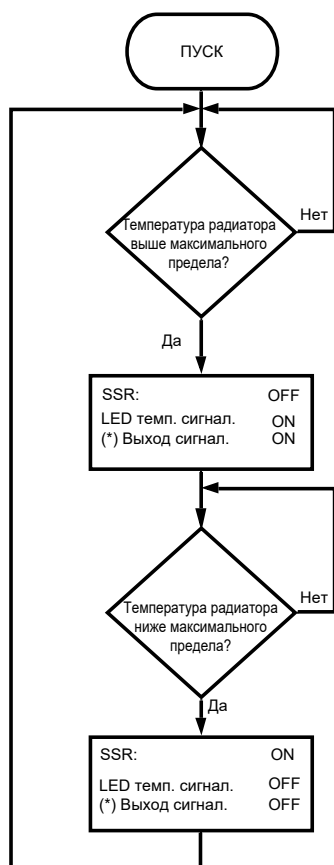 ПУСК
Температура радиатора
выше максимального
предела?
Нет
Да
SSR: OFF
LED темп. сигнал. ON
(*) Выход сигнал. ON
Температура радиатора
ниже максимального
предела?
Нет
Да
SSR: ON
LED темп. сигнал. OFF
(*) Выход сигнал. OFF